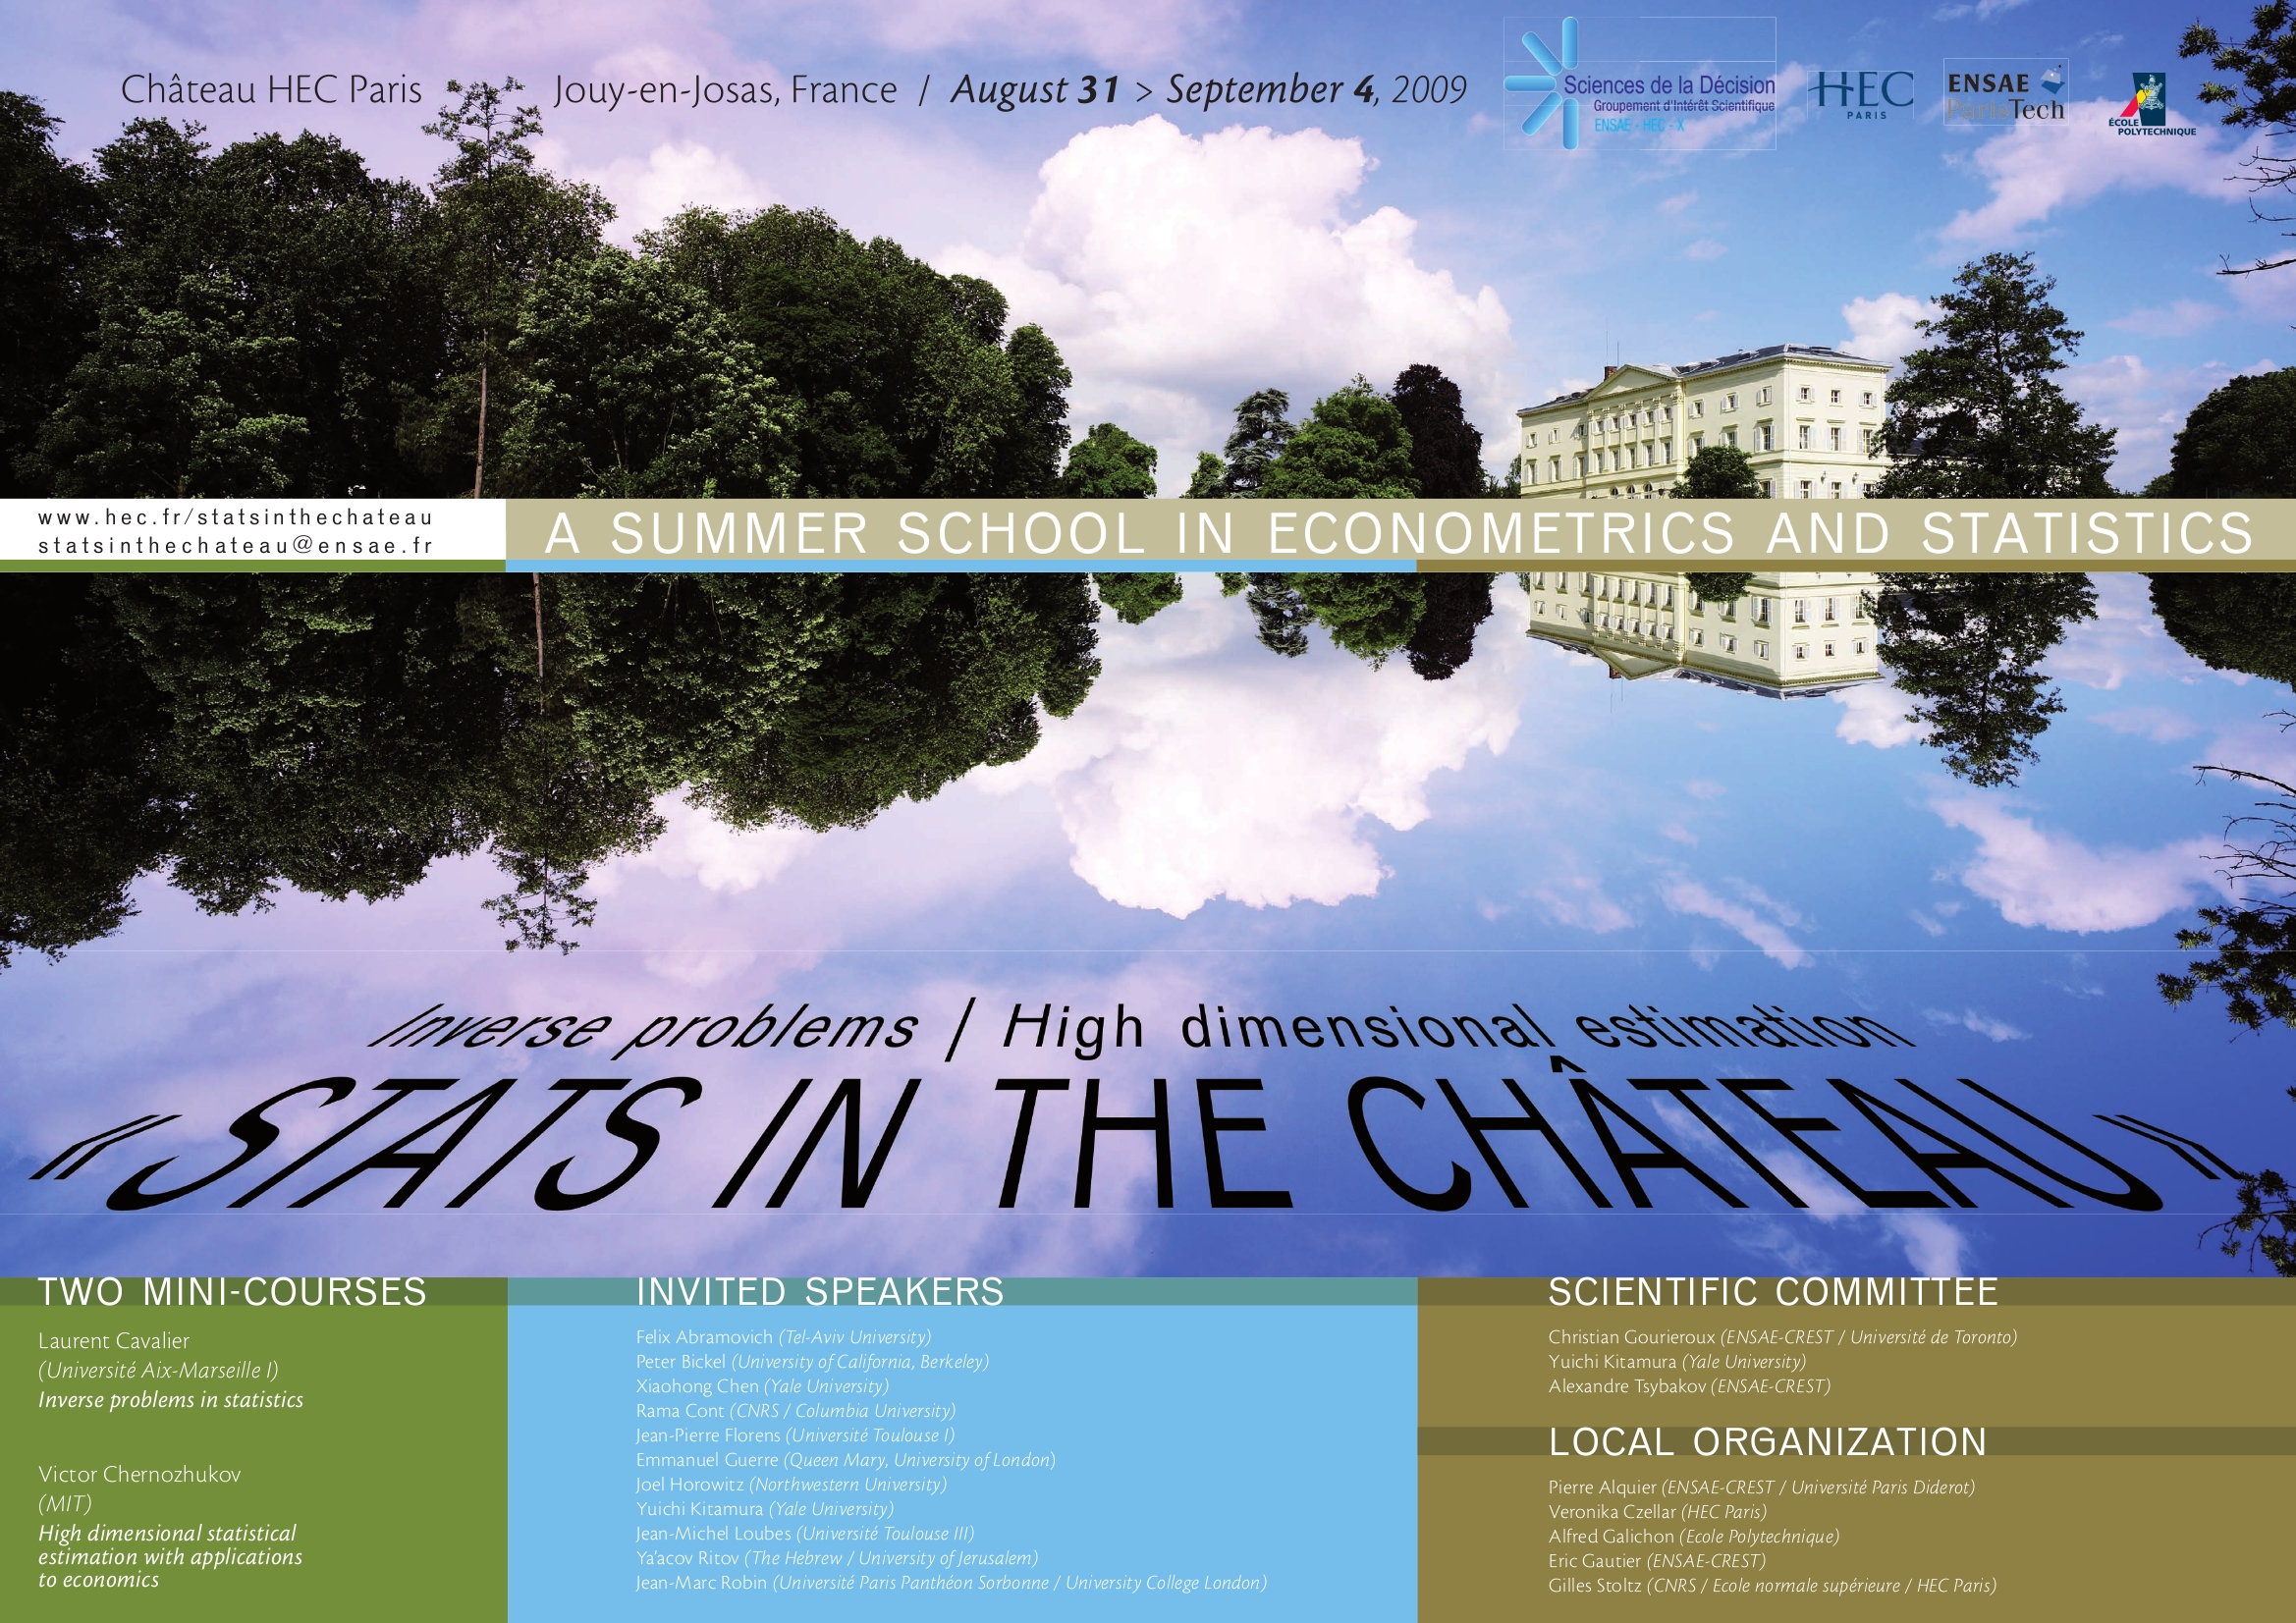 Château HEC Paris
Jouy-en-Josas, France / August 31 > September 4, 2009
Sciences de la Décision
Groupement d'Intérêt Scientifique
ENSAE - HEC - X
HEC
PARIS
ENSAE
ParisTech
ÉCOLE
POLYTECHNIQUE
www.hec.fr/statsinthechateau
statsinthechateau@ensae.fr
A SUMMER SCHOOL IN ECONOMETRICS AND STATISTICS
Inverse problems / High dimensional estimation
« STATS IN THE CHÂTEAU »
TWO MINI-COURSES
Laurent Cavalier
(Université Aix-Marseille I)
Inverse problems in statistics
Victor Chernozhukov
(MIT)
High dimensional statistical
estimation with applications
to economics
INVITED SPEAKERS
Felix Abramovich (Tel-Aviv University)
Peter Bickel (University of California, Berkeley)
Xiaohong Chen (Yale University)
Rama Cont (CNRS / Columbia University)
Jean-Pierre Florens (Université Toulouse I)
Emmanuel Guerre (Queen Mary, University of London)
Joel Horowitz (Northwestern University)
Yuichi Kitamura (Yale University)
Jean-Michel Loubes (Université Toulouse III)
Ya'acov Ritov (The Hebrew / University of Jerusalem)
Jean-Marc Robin (Université Paris Panthéon Sorbonne / University College London)
SCIENTIFIC COMMITTEE
Christian Gourieroux (ENSAE-CREST / Université de Toronto)
Yuichi Kitamura (Yale University)
Alexandre Tsybakov (ENSAE-CREST)
LOCAL ORGANIZATION
Pierre Alquier (ENSAE-CREST / Université Paris Diderot)
Veronika Czellar (HEC Paris)
Alfred Galichon (Ecole Polytechnique)
Eric Gautier (ENSAE-CREST)
Gilles Stoltz (CNRS / Ecole normale supérieure / HEC Paris)